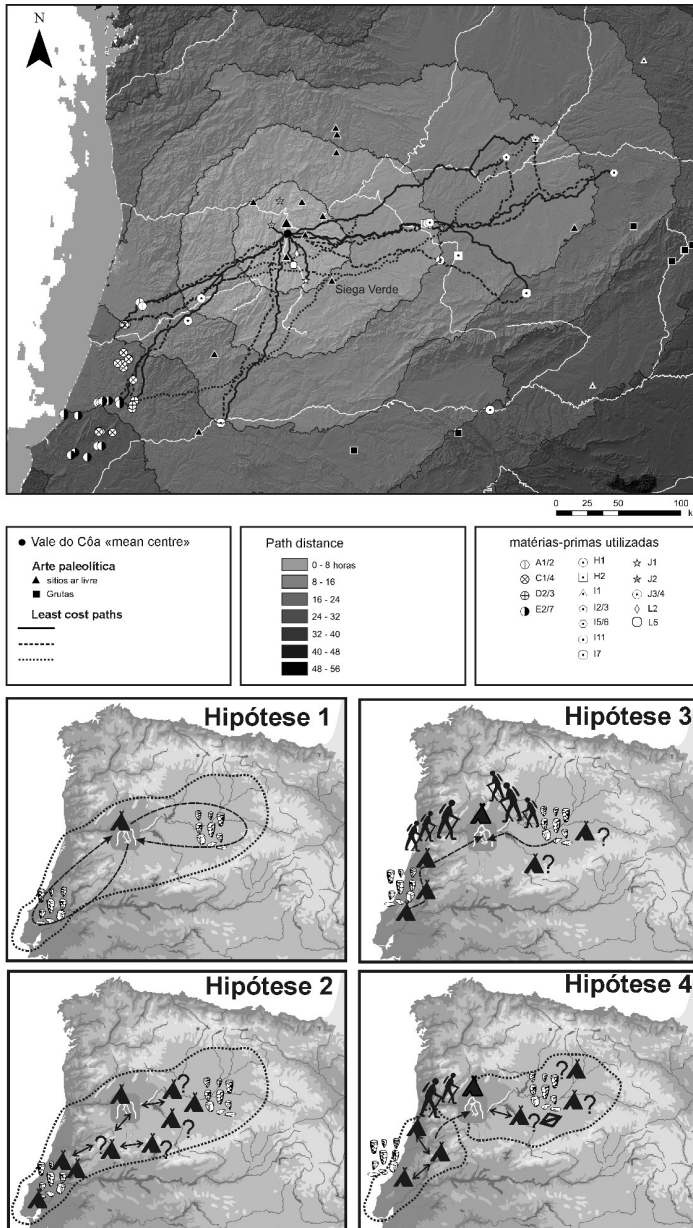 N
Siega Verde
0 25 50 100
k
Vale do Côa «mean centre»
Arte paleolítica
sitios ar livre
Grutas
Least cost paths
Path distance
0 - 8 horas
8 - 16
16 - 24
24 - 32
32 - 40
40 - 48
48 - 56
matérias-primas utilizadas
A1/2
C1/4
D2/3
E2/7
H1
H2
I1
I2/3
I5/6
I11
I7
J1
J2
J3/4
L2
L5
Hipótese 1
Hipótese 3
? 
?
Hipótese 2
?
?
?
?
Hipótese 4
?
?
?